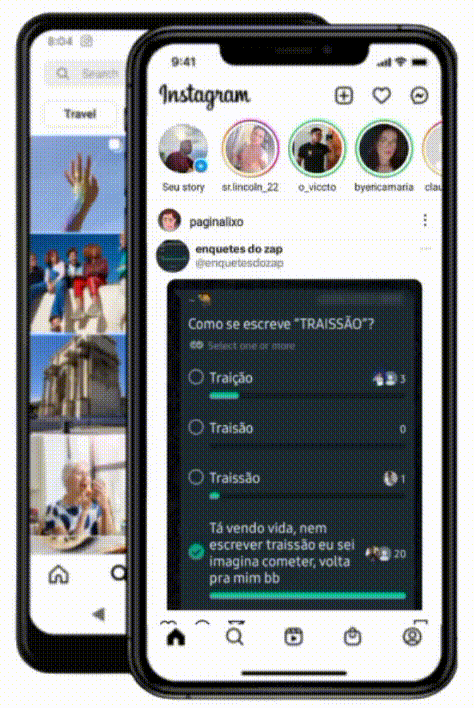 8:04
Search
Travel
9:41
Instagram
Seu story
sr.lincoln_22
o_viccto
byericamaria
clau
paginalixo
enquetes do zap
@enquetesdozap
Como se escreve "TRAISSÃO"?
Select one or more
Traição
3
Traisão
0
Traissão
1
Tá vendo vida, nem
escrever traissão eu sei
imagina cometer, volta
pra mim bb
20